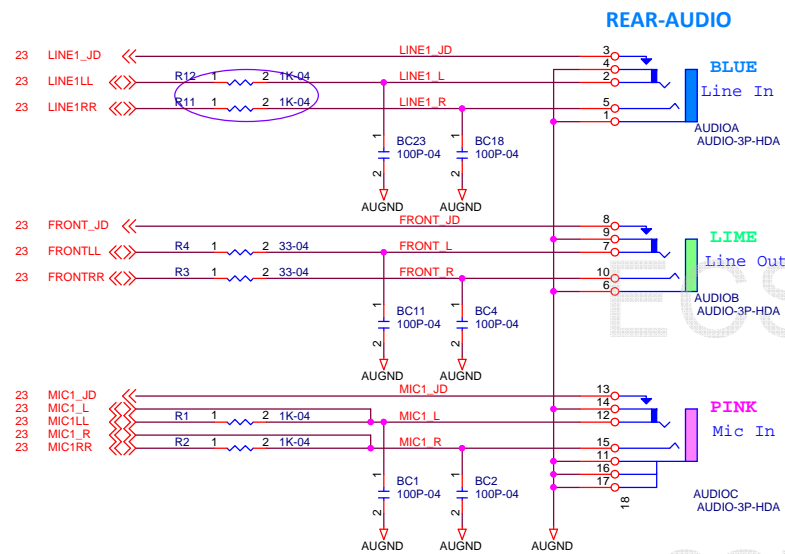 REAR-AUDIO
23 LINE1_JD LINE1_JD 3
4
23 LINE1LL R12 1 2 1K-04 LINE1_L 2
BLUE
Line In
23 LINE1RR R11 1 2 1K-04 LINE1_R 5
1
AUDIOA
AUDIO-3P-HDA
1 BC23 1 BC18
100P-04 100P-04
2 2
AUGND AUGND
23 FRONT_JD FRONT_JD 8
9
23 FRONTLL R4 1 2 33-04 FRONT_L 7
LIME
Line Out
23 FRONTRR R3 1 2 33-04 FRONT_R 10
6
AUDIOB
AUDIO-3P-HDA
ECS
1 BC11 1 BC4
100P-04 100P-04
2 2
AUGND AUGND
23 MIC1_JD MIC1_JD 13
23 MIC1_L 14
23 MIC1LL R1 1 2 1K-04 MIC1_L 12
PINK
Mic In
23 MIC1_R
23 MIC1RR R2 1 2 1K-04 MIC1_R 15
11
16
17
18
AUDIOC
AUDIO-3P-HDA
1 BC1 1 BC2
100P-04 100P-04
2 2
AUGND AUGND AUGND